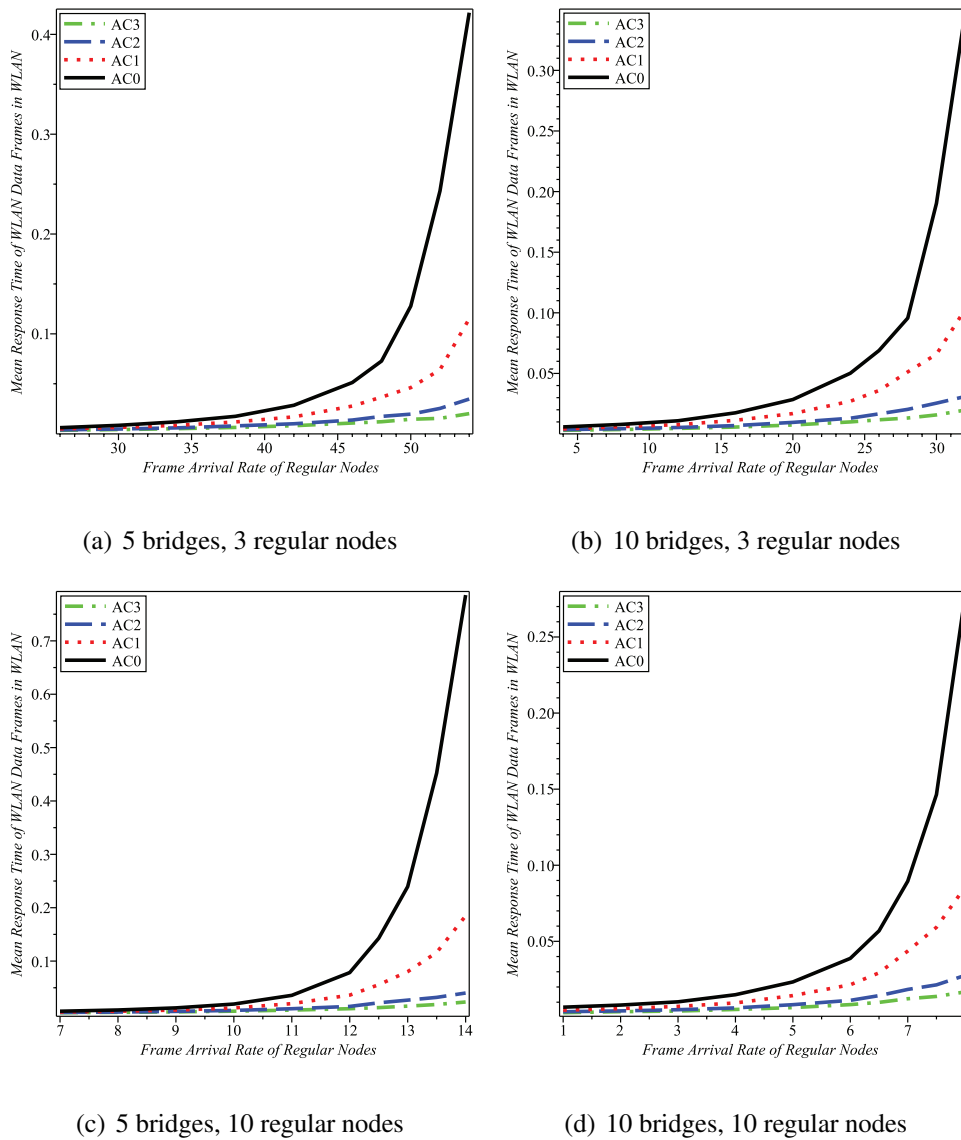 AC3
AC2
AC1
AC0
0.4
0.3
0.2
0.1
30
35
40
45
50
Mean Response Time of WLAN Data Frames in WLAN
Frame Arrival Rate of Regular Nodes
(a) 5 bridges, 3 regular nodes
AC3
AC2
AC1
AC0
0.30
0.25
0.20
0.15
0.10
0.05
5
10
15
20
25
30
Mean Response Time of WLAN Data Frames in WLAN
Frame Arrival Rate of Regular Nodes
(b) 10 bridges, 3 regular nodes
AC3
AC2
AC1
AC0
0.7
0.6
0.5
0.4
0.3
0.2
0.1
7
8
9
10
11
12
13
14
Mean Response Time of WLAN Data Frames in WLAN
Frame Arrival Rate of Regular Nodes
(c) 5 bridges, 10 regular nodes
AC3
AC2
AC1
AC0
0.25
0.20
0.15
0.10
0.05
1
2
3
4
5
6
7
Mean Response Time of WLAN Data Frames in WLAN
Frame Arrival Rate of Regular Nodes
(d) 10 bridges, 10 regular nodes